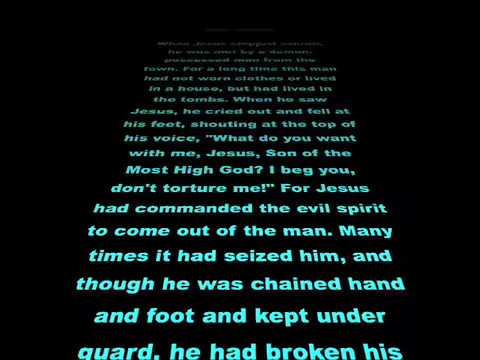 When Jesus stepped ashore,
he was met by a demon-
possessed man from the
town. For a long time this man
had not worn clothes or lived
in a house, but had lived in
the tombs. When he saw
Jesus, he cried out and fell at
his feet, shouting at the top of
his voice, "What do you want
with me, Jesus, Son of the
Most High God? I beg you,
don't torture me!" For Jesus
had commanded the evil spirit
to come out of the man. Many
times it had seized him, and
though he was chained hand
and foot and kept under
guard, he had broken his